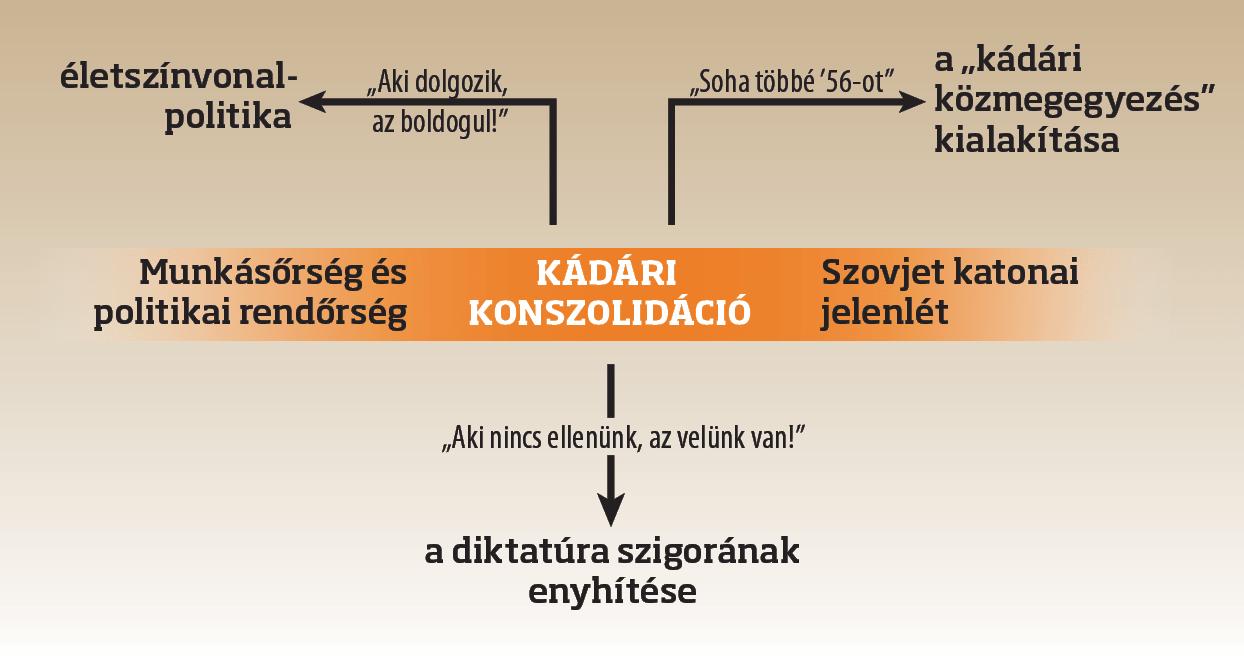 életszínvonal-
politika
„Aki dolgozik,
az boldogul!”
„Soha többé ’56-ot”
a „kádári
közmegegyezés”
kialakítása
Munkásőrség és
politikai rendőrség
KÁDÁRI
KONSZOLIDÁCIÓ
Szovjet katonai
jelenlét
„Aki nincs ellenünk, az velünk van!”
a diktatúra szigorának
enyhítése